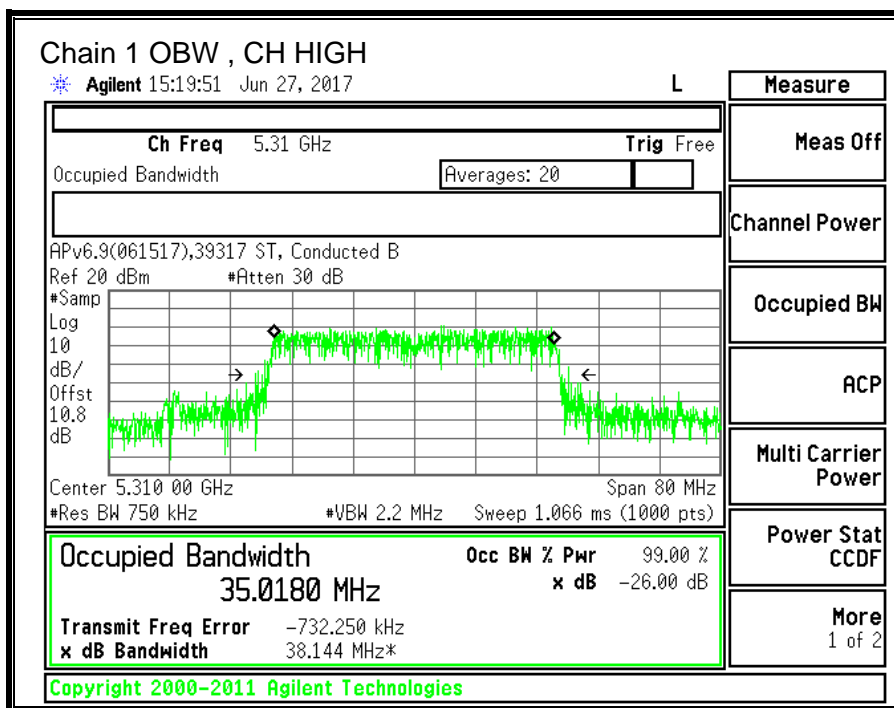 Chain 1 OBW , CH HIGH
Agilent 15:19:51 Jun 27, 2017 L
Measure
Ch Freq 5.31 GHz Trig Free
Occupied Bandwidth Averages: 20
Meas Off
Channel Power
APv6.9(061517),39317 ST, Conducted B
Ref 20 dBm #Atten 30 dB
#Samp
Log
10
dB/
Offst
10.8
dB
Occupied BW
ACP
Multi Carrier
Power
Center 5.310 00 GHz Span 80 MHz
#Res BW 750 kHz #VBW 2.2 MHz Sweep 1.066 ms (1000 pts)
Occupied Bandwidth Occ BW % Pwr 99.00 %
35.0180 MHz x dB -26.00 dB
Transmit Freq Error -732.250 kHz
x dB Bandwidth 38.144 MHz*
Power Stat
CCDF
More
1 of 2
Copyright 2000-2011 Agilent Technologies